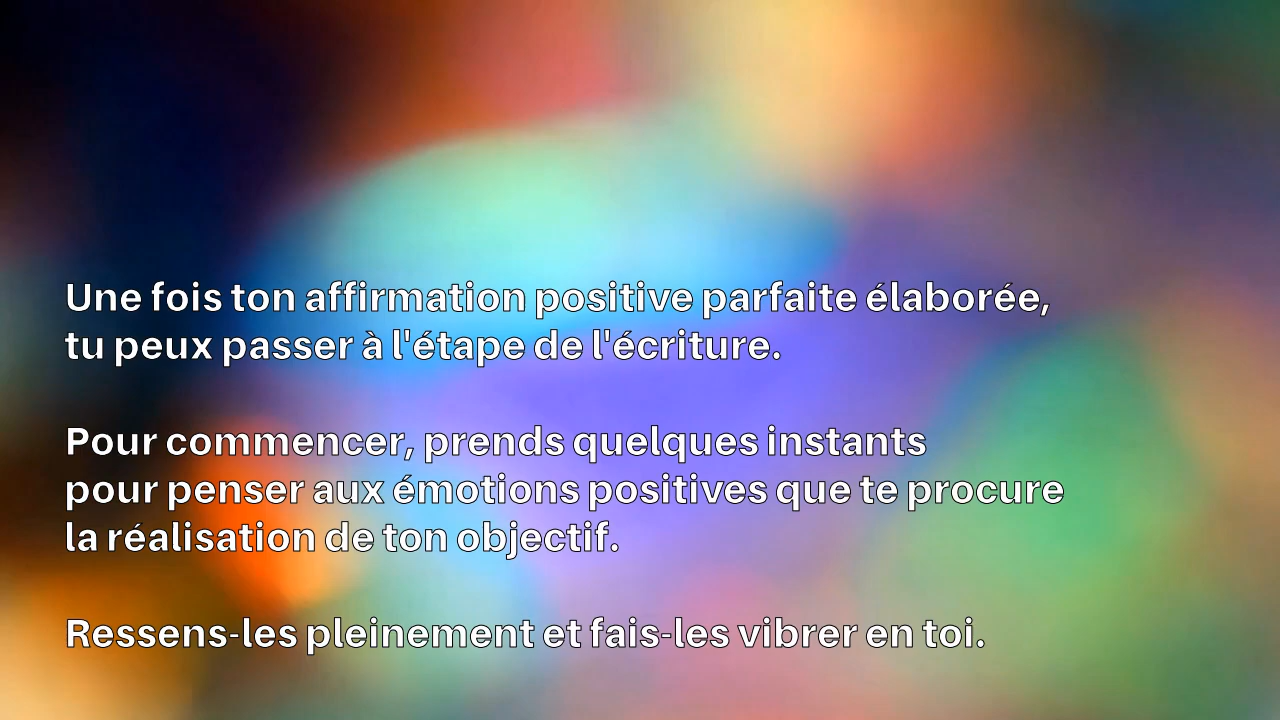 Une fois ton affirmation positive parfaite élaborée,
tu peux passer à l'étape de l'écriture.
Pour commencer, prends quelques instants
pour penser aux émotions positives que te procure
la réalisation de ton objectif.
Ressens-les pleinement et fais-les vibrer en toi.